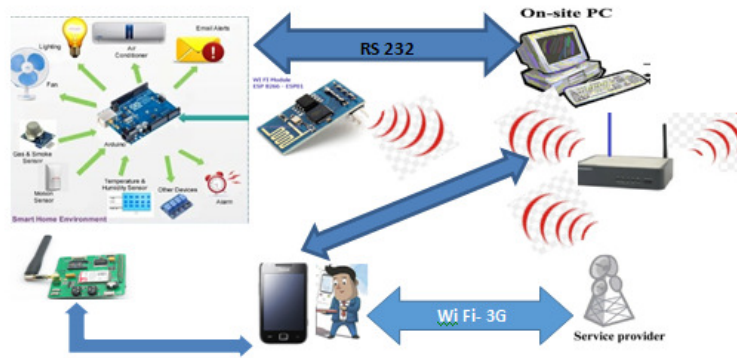 Email Alerts
On-site PC
Lighting
Air
Conditioner
RS 232
Fan
WI FI Module
ESP 8266 - ESP01
Arduino
Gas & Smoke
Sensor
Motion
Sensor
Temperature &
Humidity Sensor
Other Devices
Alarm
Smart Home Environment
Wi Fi- 3G
Service provider